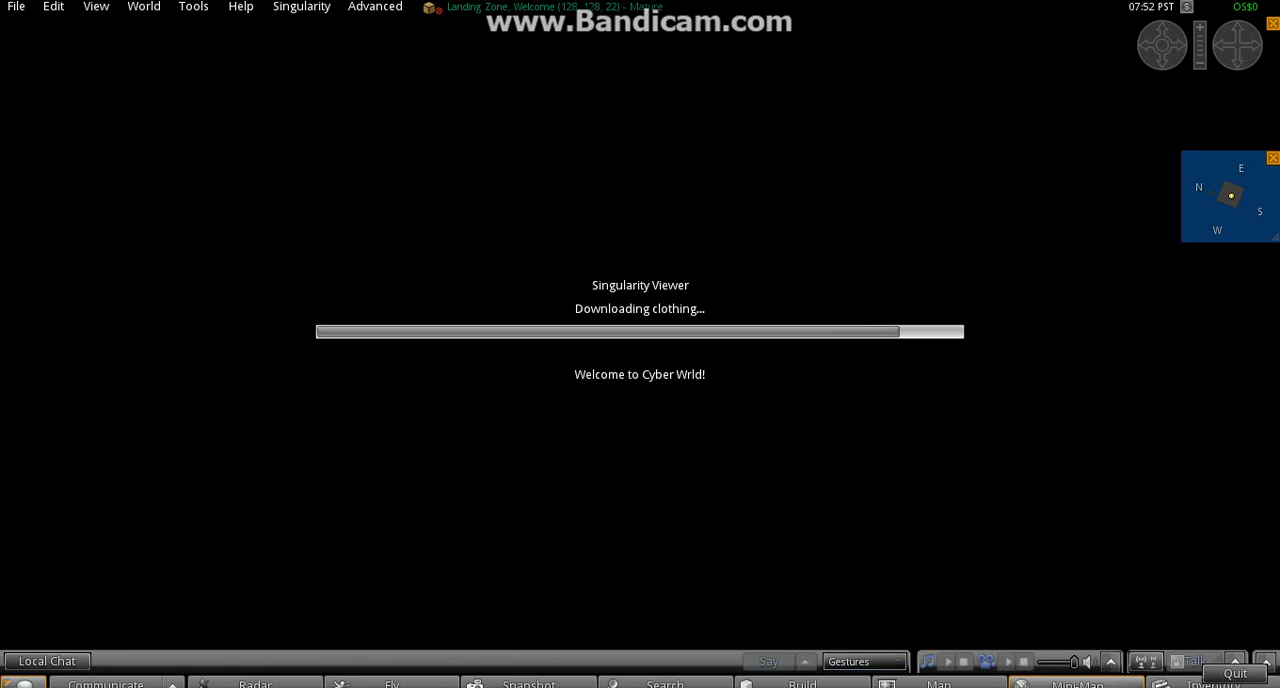 File Edit View World Tools Help Singularity Advanced Landing Zone, Welcome (128, 128, 22) - Mature 07:52 PST $ OS$0
www.Bandicam.com
E
N
S
W
Singularity Viewer
Downloading clothing...
Welcome to Cyber Wrld!
Local Chat Say Gestures Talk
Quit
Communicate Radar Fly Snapshot Search Build Map Mini-Map Inventory